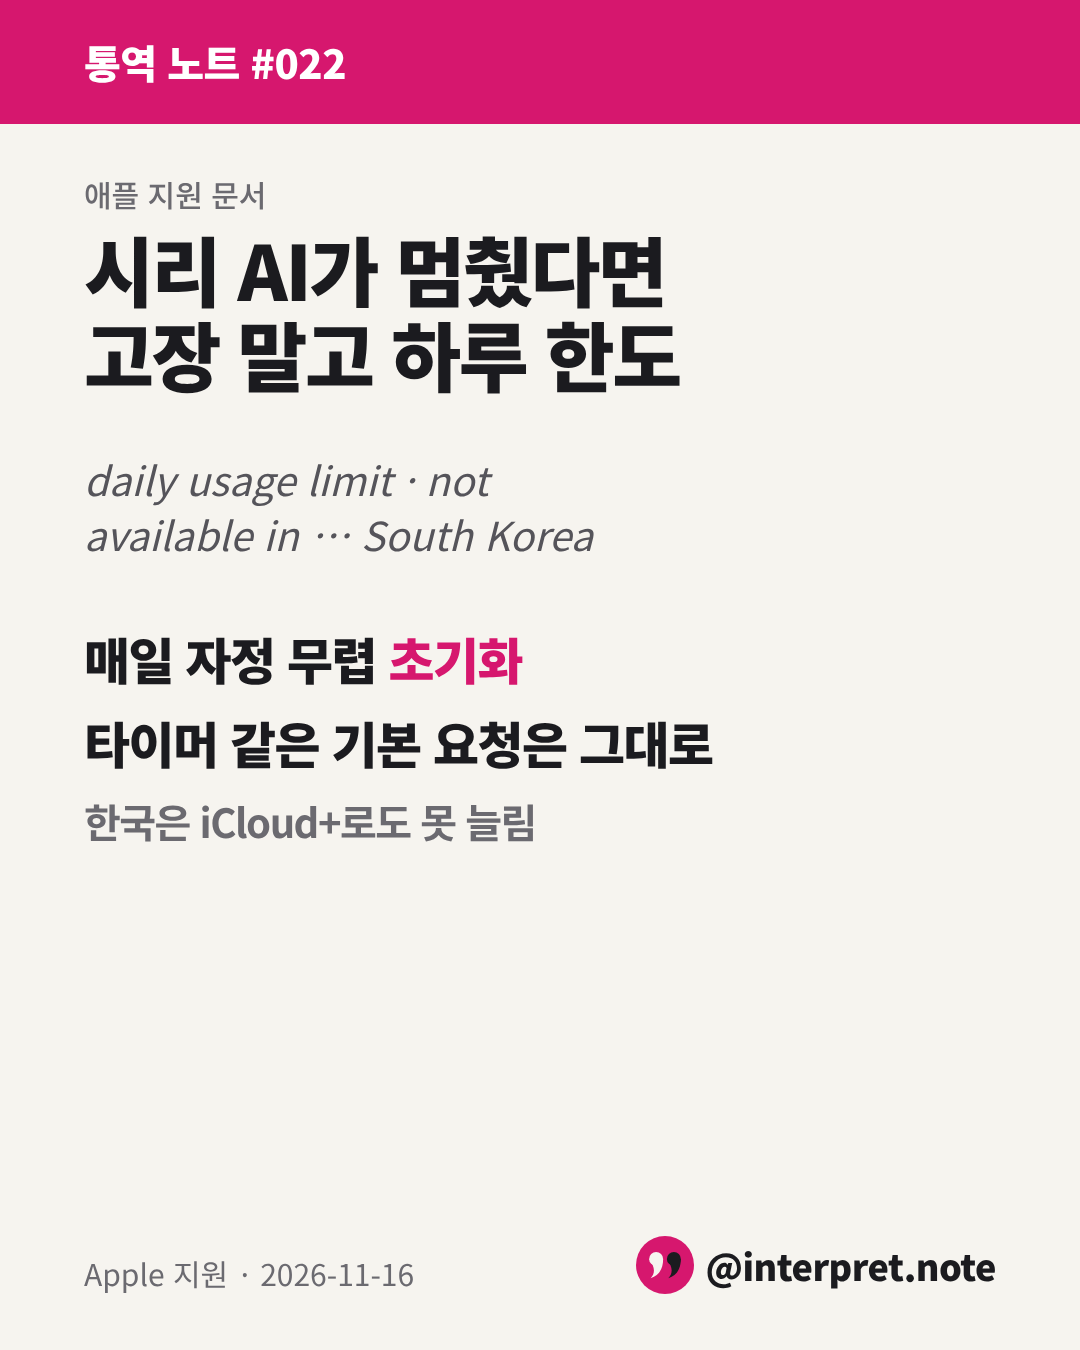 통역 노트 #022
애플 지원 문서
시리 AI가 멈췄다면
고장 말고 하루 한도
daily usage limit · not
available in ··· South Korea
매일 자정 무렵 초기화
타이머 같은 기본 요청은 그대로
한국은 iCloud+로도 못 늘림
Apple 지원 · 2026-11-16
@interpret.note